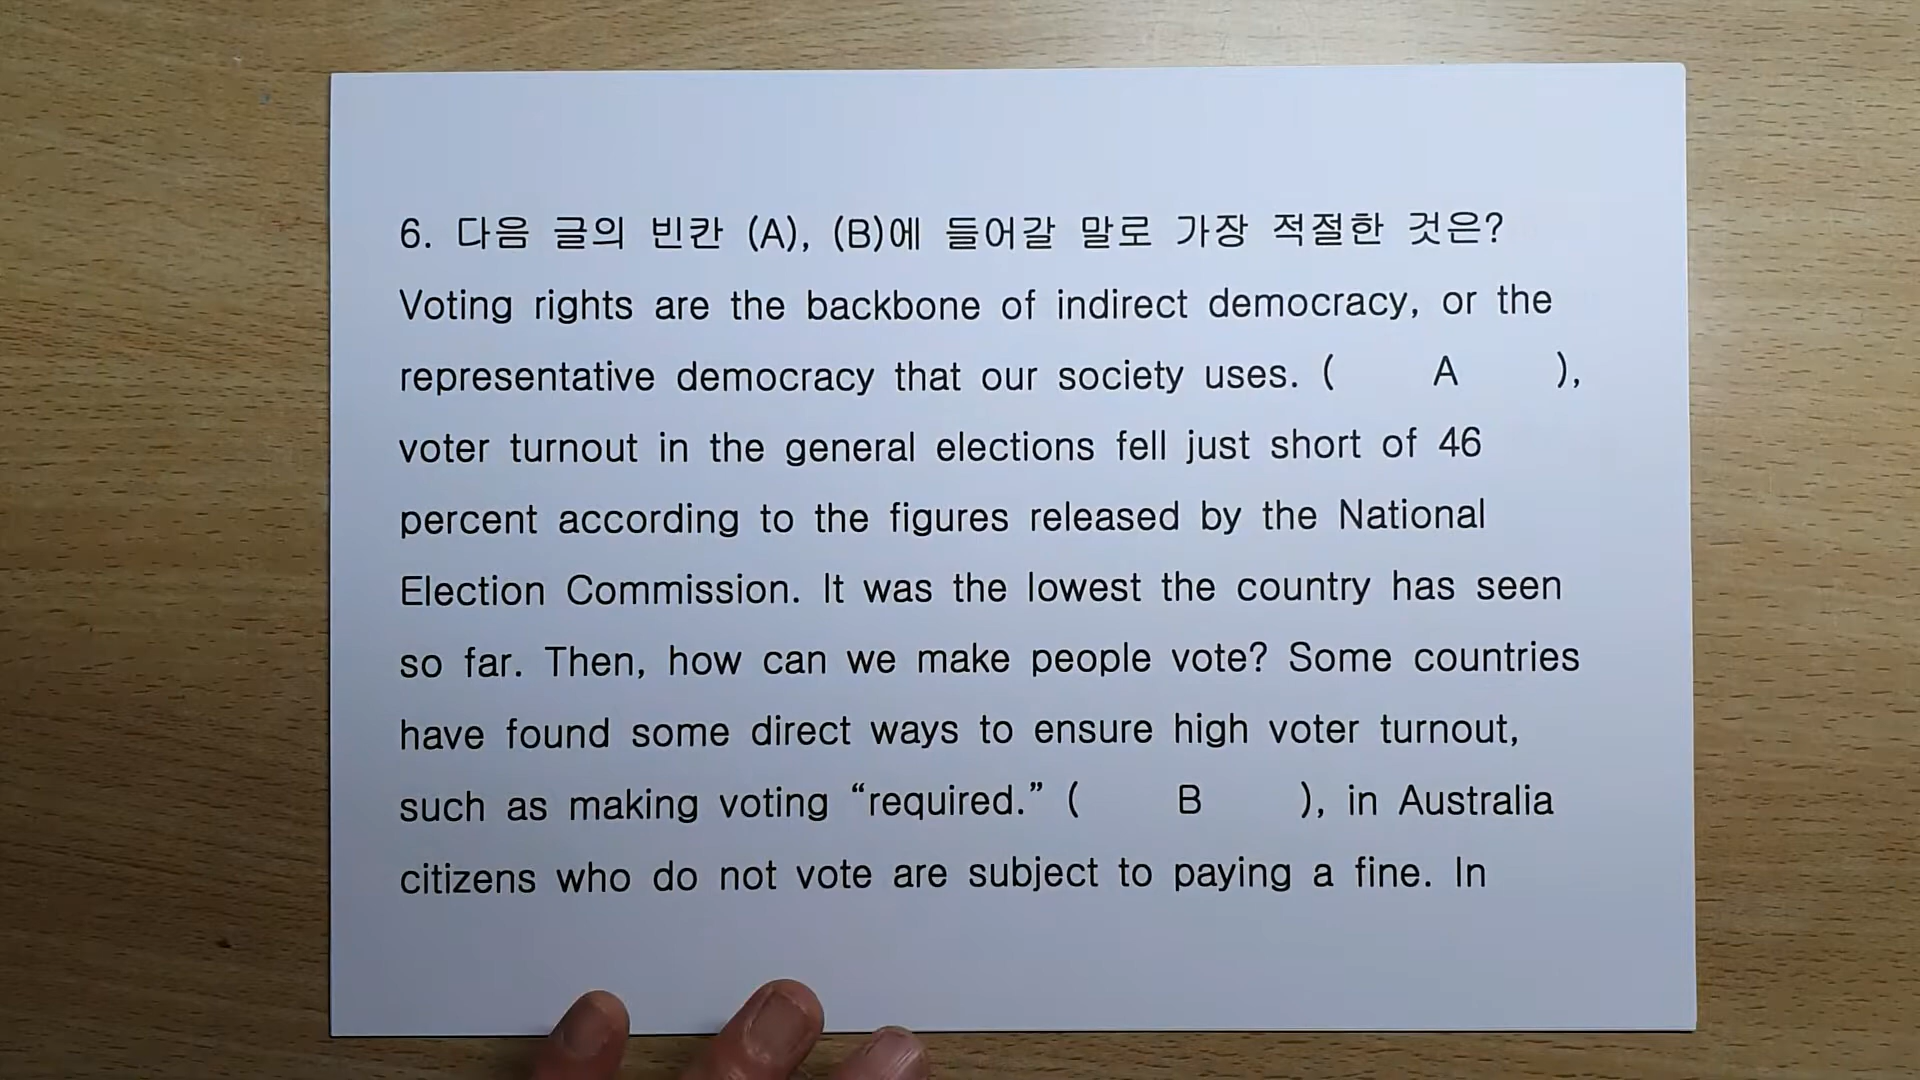 6. 다음 글의 빈칸 (A), (B)에 들어갈 말로 가장 적절한 것은?
Voting rights are the backbone of indirect democracy, or the
representative democracy that our society uses. ( A ),
voter turnout in the general elections fell just short of 46
percent according to the figures released by the National
Election Commission. It was the lowest the country has seen
so far. Then, how can we make people vote? Some countries
have found some direct ways to ensure high voter turnout,
such as making voting “required.” ( B ), in Australia
citizens who do not vote are subject to paying a fine. In